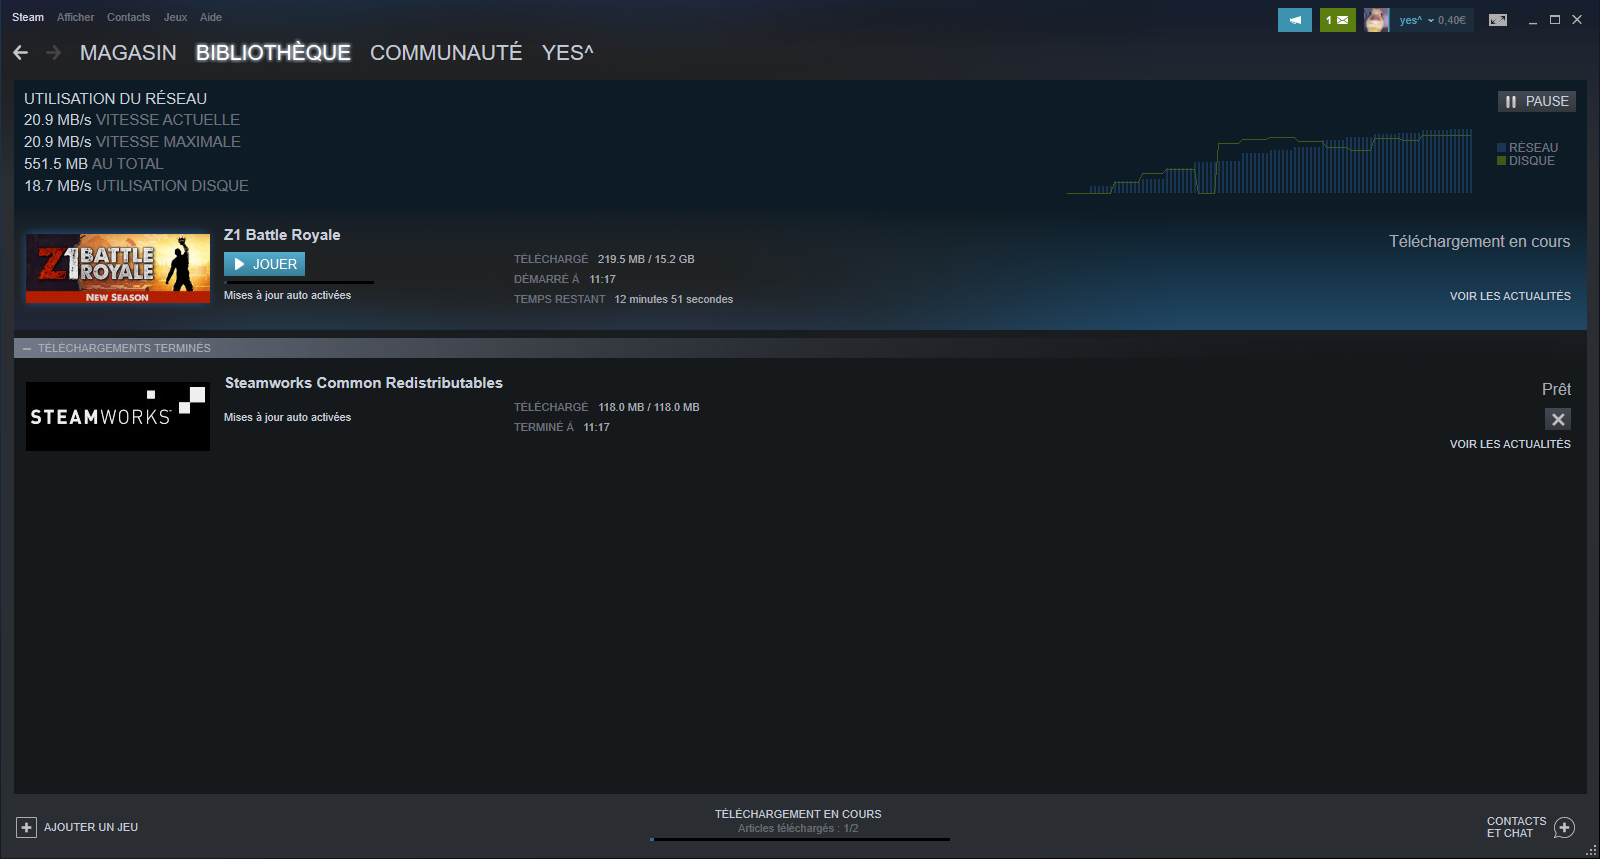 Steam Afficher Contacts Jeux Aide
1 yes^ 0,40€
MAGASIN BIBLIOTHÈQUE COMMUNAUTÉ YES^
UTILISATION DU RÉSEAU
20.9 MB/s VITESSE ACTUELLE
20.9 MB/s VITESSE MAXIMALE
551.5 MB AU TOTAL
18.7 MB/s UTILISATION DISQUE
PAUSE
RÉSEAU
DISQUE
Z1 BATTLE
ROYALE
NEW SEASON
Z1 Battle Royale
JOUER
Mises à jour auto activées
TÉLÉCHARGÉ 219.5 MB / 15.2 GB
DÉMARRÉ À 11:17
TEMPS RESTANT 12 minutes 51 secondes
Téléchargement en cours
VOIR LES ACTUALITÉS
TÉLÉCHARGEMENTS TERMINÉS
STEAMWORKS™
Steamworks Common Redistributables
Mises à jour auto activées
TÉLÉCHARGÉ 118.0 MB / 118.0 MB
TERMINÉ À 11:17
Prêt
VOIR LES ACTUALITÉS
AJOUTER UN JEU
TÉLÉCHARGEMENT EN COURS
Articles téléchargés : 1/2
CONTACTS
ET CHAT